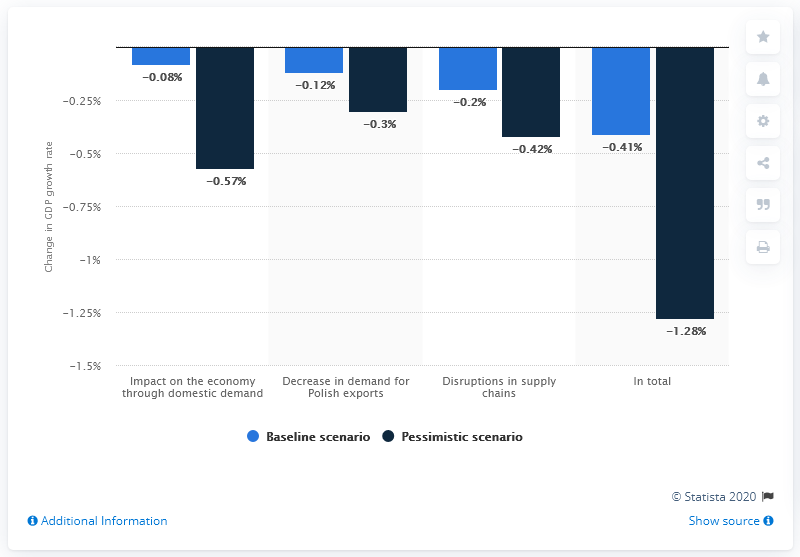 Change in GDP growth rate
−0.25%
−0.5%
−0.75%
−1%
−1.25%
−1.5%
−0.08%
−0.57%
−0.12%
−0.3%
−0.2%
−0.42%
−0.41%
−1.28%
Impact on the economy
through domestic demand
Decrease in demand for
Polish exports
Disruptions in supply
chains
In total
Baseline scenario
Pessimistic scenario
© Statista 2020
Additional Information
Show source